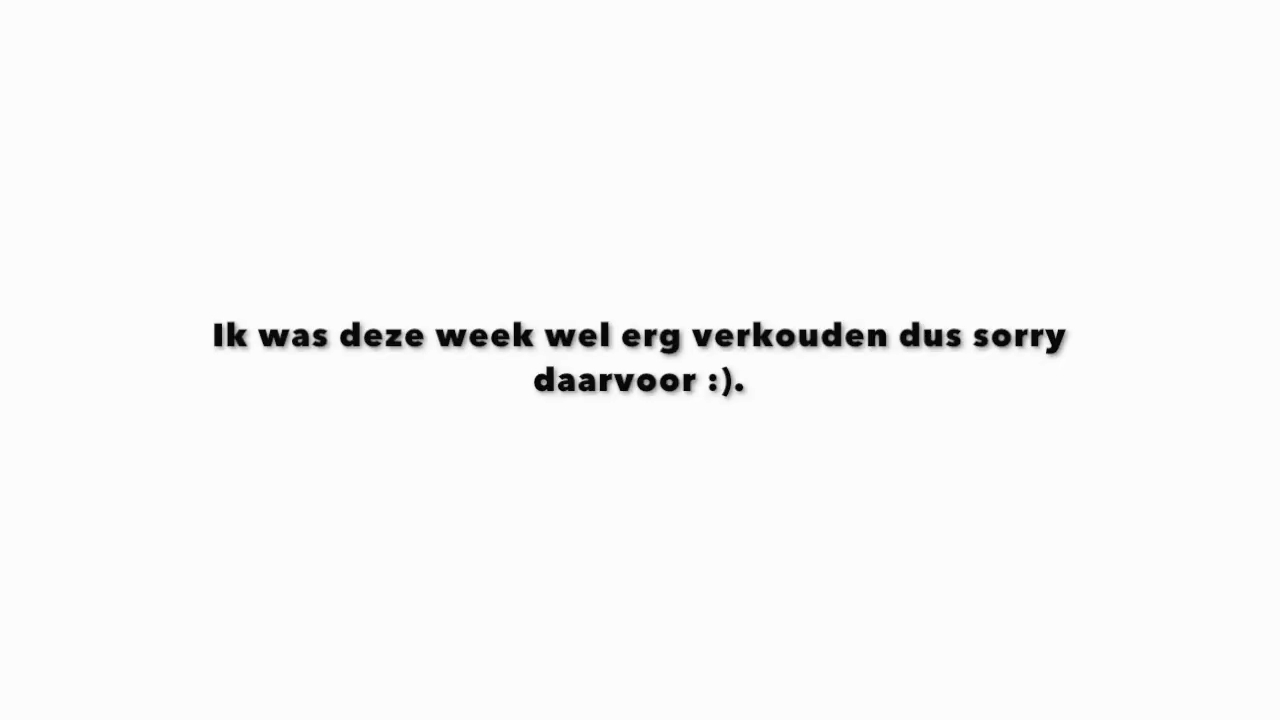 Ik was deze week wel erg verkouden dus sorry
daarvoor :).